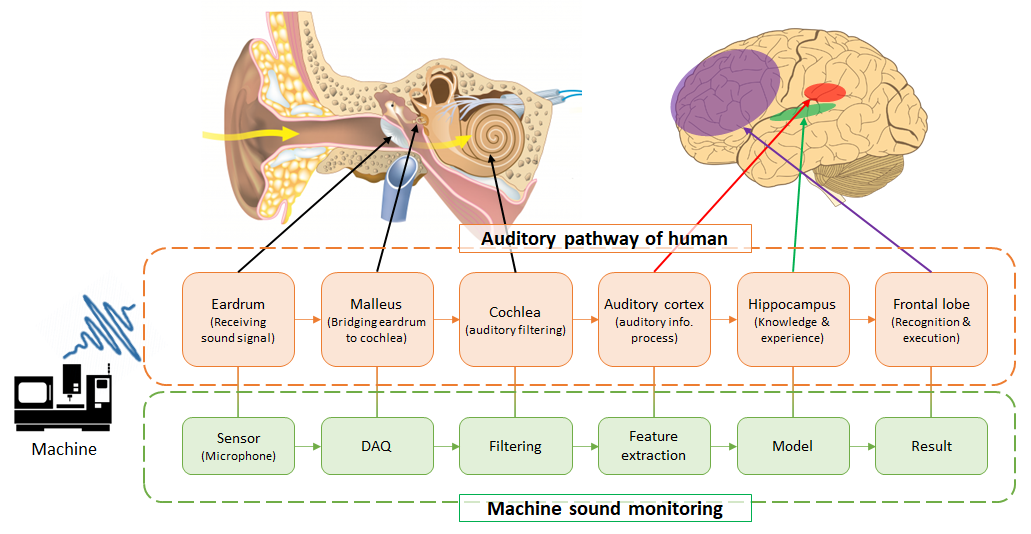 Auditory pathway of human
Eardrum
(Receiving
sound signal)
Malleus
(Bridging eardrum
to cochlea)
Cochlea
(auditory filtering)
Auditory cortex
(auditory info.
process)
Hippocampus
(Knowledge &
experience)
Frontal lobe
(Recognition &
execution)
Machine
Sensor
(Microphone)
DAQ
Filtering
Feature
extraction
Model
Result
Machine sound monitoring